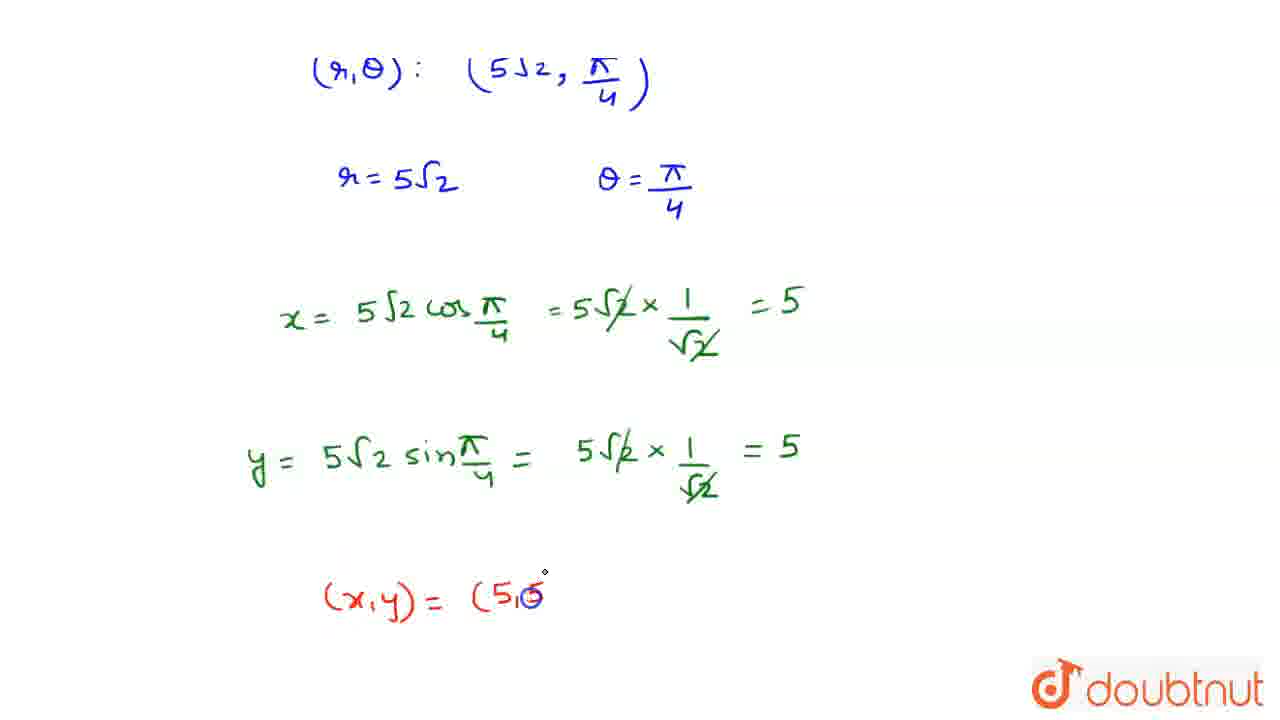 (r,θ) : (5√2, π/4)
r = 5√2 θ = π/4
x = 5√2 cos π/4 = 5√2 × 1/√2 = 5
y = 5√2 sin π/4 = 5√2 × 1/√2 = 5
(x,y) = (5,5
doubtnut